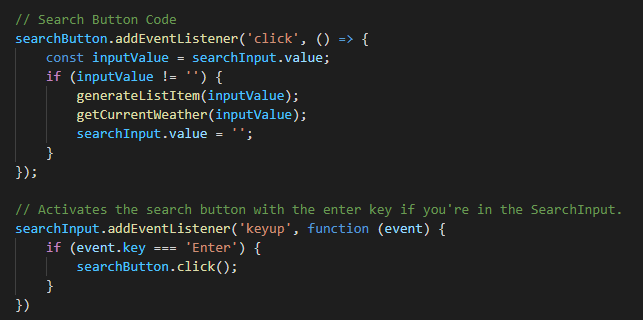 // Search Button Code
searchButton.addEventListener('click', () => {
    const inputValue = searchInput.value;
    if (inputValue != '') {
        generateListItem(inputValue);
        getCurrentWeather(inputValue);
        searchInput.value = '';
    }
});

// Activates the search button with the enter key if you're in the SearchInput.
searchInput.addEventListener('keyup', function (event) {
    if (event.key === 'Enter') {
        searchButton.click();
    }
})